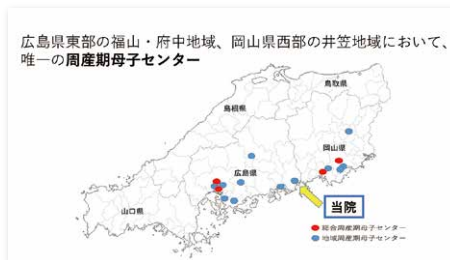 広島県東部の福山・府中地域、岡山県西部の井笠地域において、
唯一の周産期母子センター
鳥取県
島根県
岡山県
広島県
山口県
当院
総合周産期母子センター
地域周産期母子センター